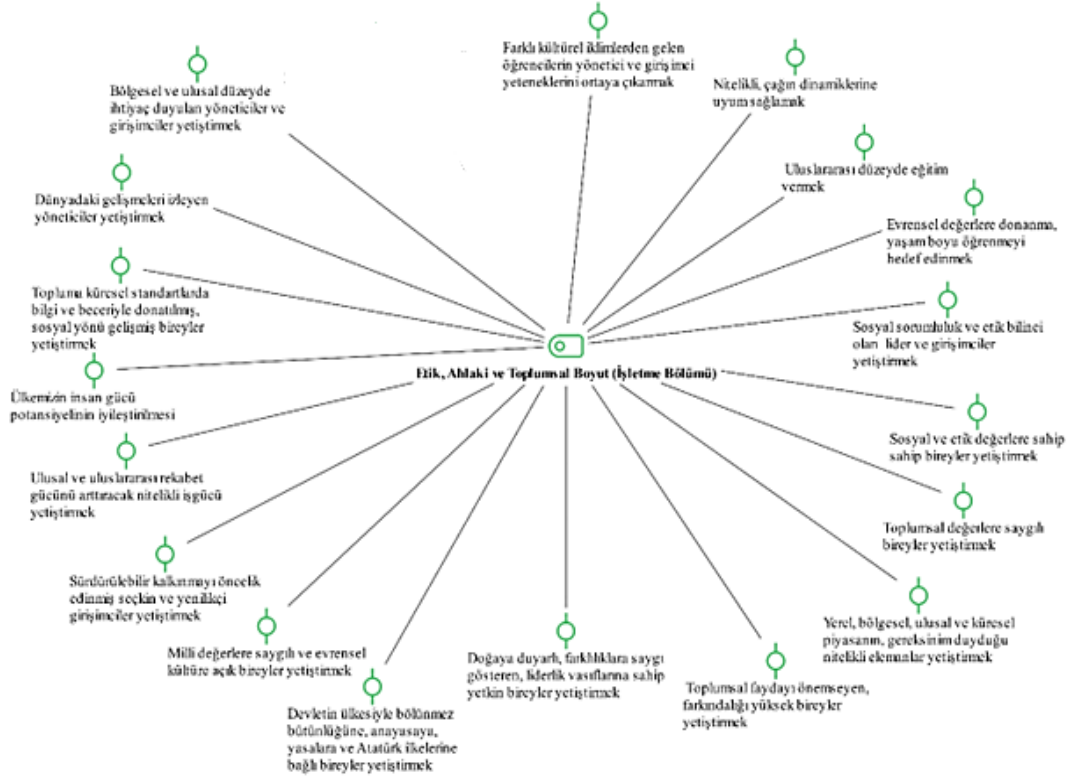 Farklı kültürel iklimlerden gelen
öğrencilerin yönetici ve girişimci
yeteneklerini ortaya çıkarmak
Nitelikli, çağın dinamiklerine
uyum sağlamak
Bölgesel ve ulusal düzeyde
ihtiyaç duyulan yöneticiler ve
girişimciler yetiştirmek
Uluslararası düzeyde eğitim
vermek
Dünyadaki gelişmeleri izleyen
yöneticiler yetiştirmek
Evrensel değerlere donanma,
yaşam boyu öğrenmeyi
hedef edinmek
Topluma küresel standartlarda
bilgi ve beceriyle donatılmış,
sosyal yönü gelişmiş bireyler
yetiştirmek
Sosyal sorumluluk ve etik bilinci
olan lider ve girişimciler
yetiştirmek
Etik, Ahlaki ve Toplumsal Boyut (İşletme Bölümü)
Ülkemizin insan gücü
potansiyelinin iyileştirilmesi
Sosyal ve etik değerlere sahip
sahip bireyler yetiştirmek
Ulusal ve uluslararası rekabet
gücünü arttıracak nitelikli işgücü
yetiştirmek
Toplumsal değerlere saygılı
bireyler yetiştirmek
Sürdürülebilir kalkınmayı öncelik
edinmiş seçkin ve yenilikçi
girişimciler yetiştirmek
Yerel, bölgesel, ulusal ve küresel
piyasanın, gereksinim duyduğu
nitelikli elemanlar yetiştirmek
Milli değerlere saygılı ve evrensel
kültüre açık bireyler yetiştirmek
Doğaya duyarlı, farklılıklara saygı
gösteren, liderlik vasıflarına sahip
yetkin bireyler yetiştirmek
Toplumsal faydayı önemseyen,
farkındalığı yüksek bireyler
yetiştirmek
Devletin ülkesiyle bölünmez
bütünlüğüne, anayasaya,
yasalara ve Atatürk ilkelerine
bağlı bireyler yetiştirmek